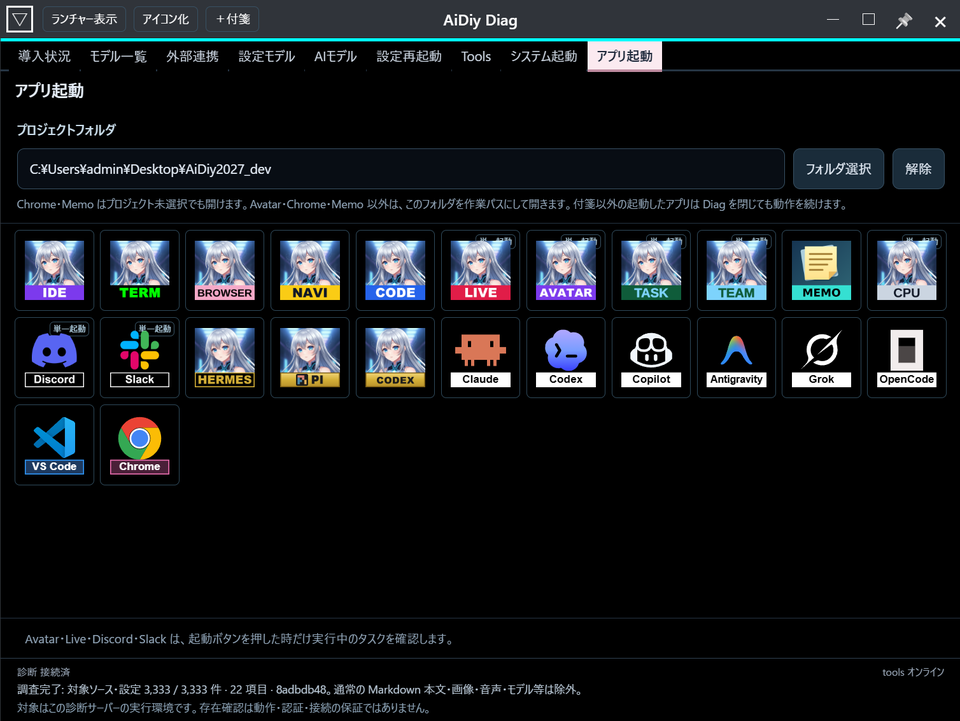 ランチャー表示 アイコン化 +付箋 AiDiy Diag
導入状況 モデル一覧 外部連携 設定モデル AIモデル 設定再起動 Tools システム起動 アプリ起動
アプリ起動
プロジェクトフォルダ
C:¥Users¥admin¥Desktop¥AiDiy2027_dev フォルダ選択 解除
Chrome・Memo はプロジェクト未選択でも開けます。Avatar・Chrome・Memo 以外は、このフォルダを作業パスにして開きます。付箋以外の起動したアプリは Diag を閉じても動作を続けます。
IDE TERM BROWSER NAVI CODE LIVE AVATAR TASK TEAM MEMO CPU
単一起動 単一起動
Discord Slack HERMES PI CODEX Claude Codex Copilot Antigravity Grok OpenCode
VS Code Chrome
Avatar・Live・Discord・Slack は、起動ボタンを押した時だけ実行中のタスクを確認します。
診断 接続済 tools オンライン
調査完了: 対象ソース・設定 3,333 / 3,333 件 · 22 項目 · 8adbdb48。通常の Markdown 本文・画像・音声・モデル等は除外。
対象はこの診断サーバーの実行環境です。存在確認は動作・認証・接続の保証ではありません。